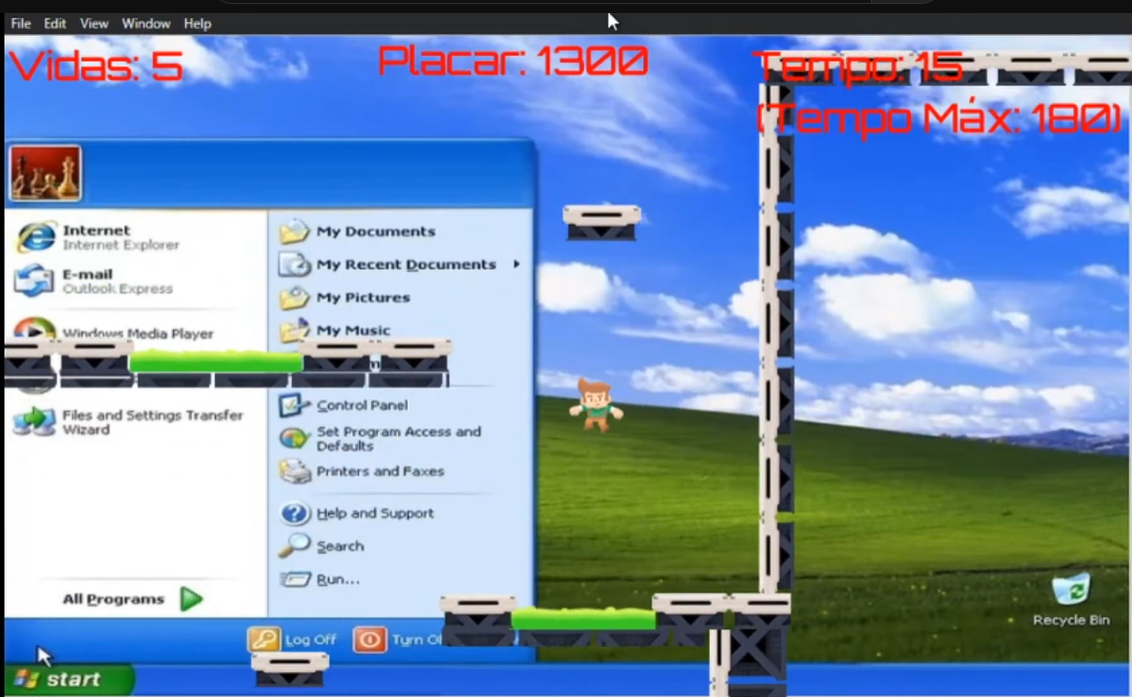 File Edit View Window Help
Vidas: 5
Placar: 1300
Tempo: 15
(Tempo Máx: 180)
Internet
Internet Explorer
E-mail
Outlook Express
Windows Media Player
Files and Settings Transfer
Wizard
All Programs
My Documents
My Recent Documents
My Pictures
My Music
Control Panel
Set Program Access and
Defaults
Printers and Faxes
Help and Support
Search
Run...
Log Off
Recycle Bin
start